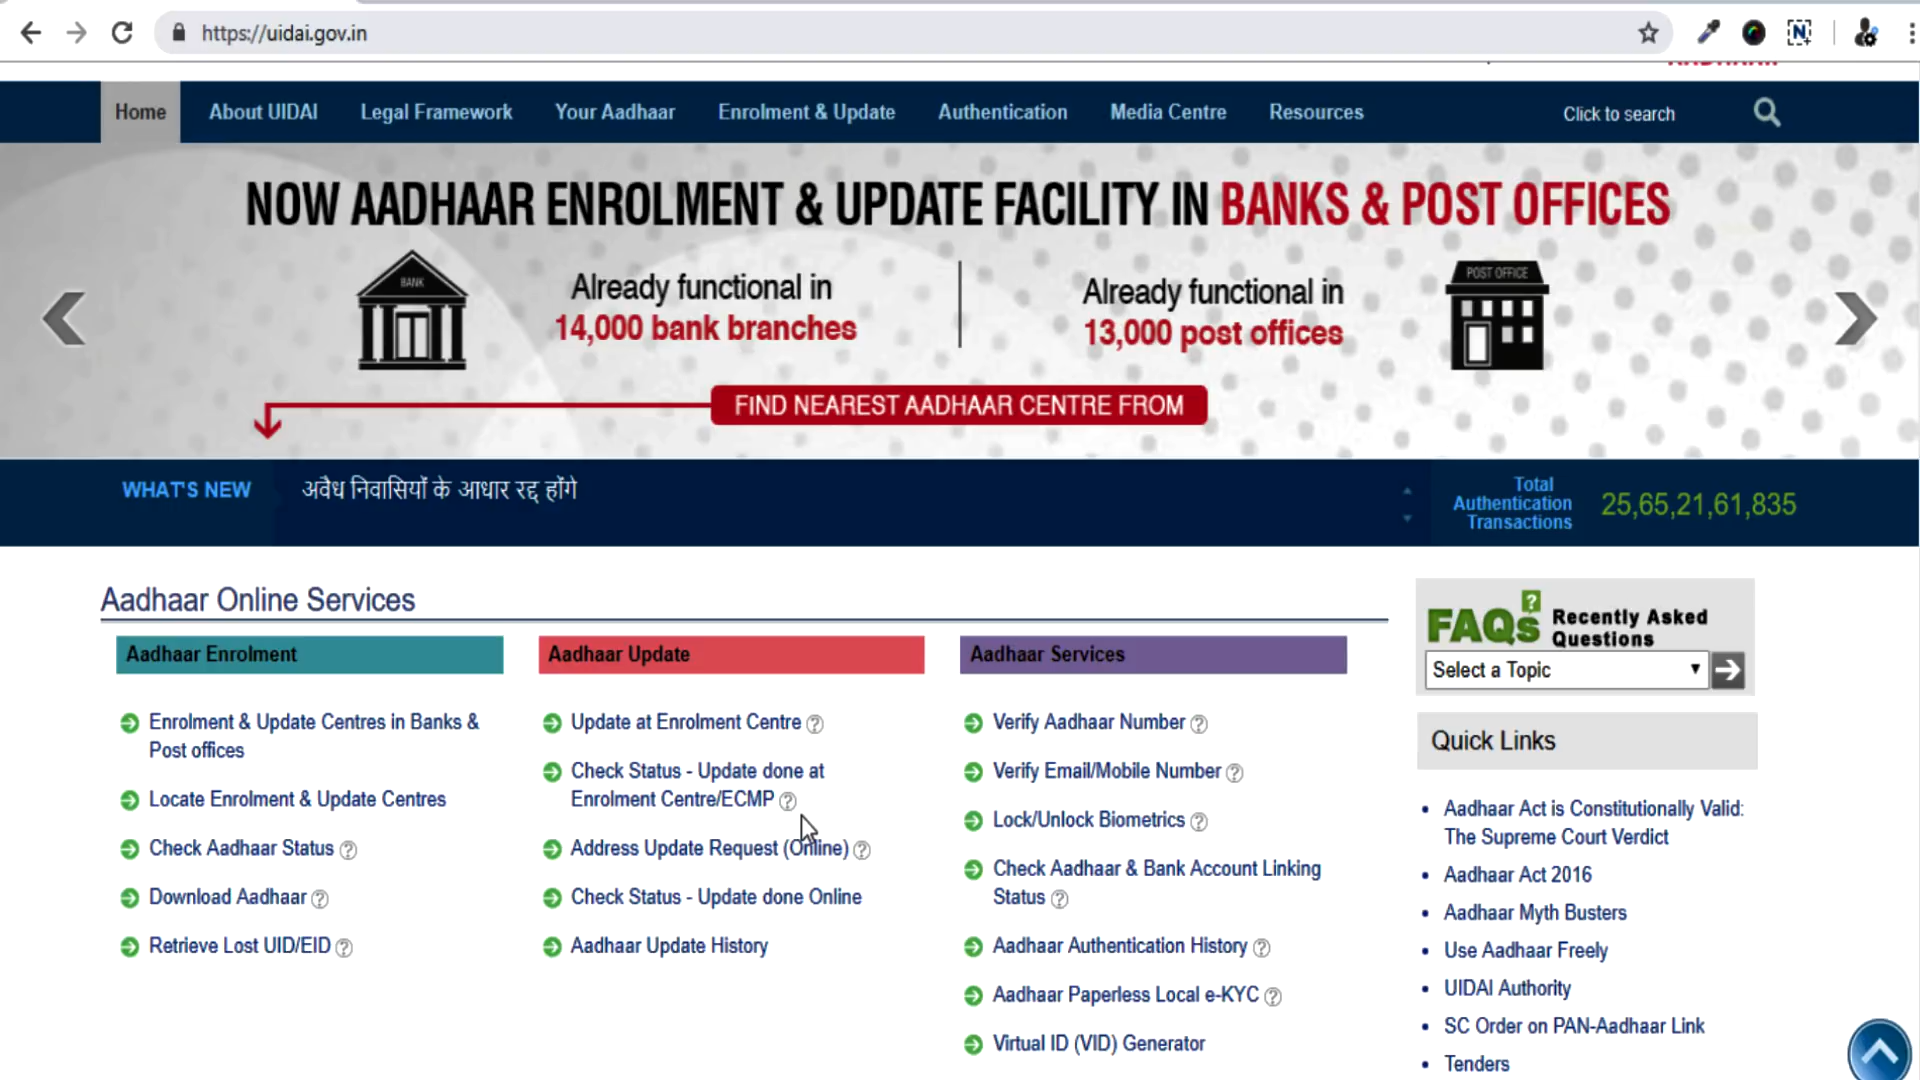 https://uidai.gov.in
Home About UIDAI Legal Framework Your Aadhaar Enrolment & Update Authentication Media Centre Resources Click to search
NOW AADHAAR ENROLMENT & UPDATE FACILITY IN BANKS & POST OFFICES
BANK
Already functional in
14,000 bank branches
Already functional in
13,000 post offices
POST OFFICE
FIND NEAREST AADHAAR CENTRE FROM
WHAT'S NEW
अवैध निवासियों के आधार रद्द होंगे
Total
Authentication
Transactions
25,65,21,61,835
Aadhaar Online Services
Aadhaar Enrolment
Enrolment & Update Centres in Banks &
Post offices
Locate Enrolment & Update Centres
Check Aadhaar Status ?
Download Aadhaar ?
Retrieve Lost UID/EID ?
Aadhaar Update
Update at Enrolment Centre ?
Check Status - Update done at
Enrolment Centre/ECMP ?
Address Update Request (Online) ?
Check Status - Update done Online
Aadhaar Update History
Aadhaar Services
Verify Aadhaar Number ?
Verify Email/Mobile Number ?
Lock/Unlock Biometrics ?
Check Aadhaar & Bank Account Linking
Status ?
Aadhaar Authentication History ?
Aadhaar Paperless Local e-KYC ?
Virtual ID (VID) Generator
FAQs ? Recently Asked
Questions
Select a Topic
Quick Links
Aadhaar Act is Constitutionally Valid:
The Supreme Court Verdict
Aadhaar Act 2016
Aadhaar Myth Busters
Use Aadhaar Freely
UIDAI Authority
SC Order on PAN-Aadhaar Link
Tenders